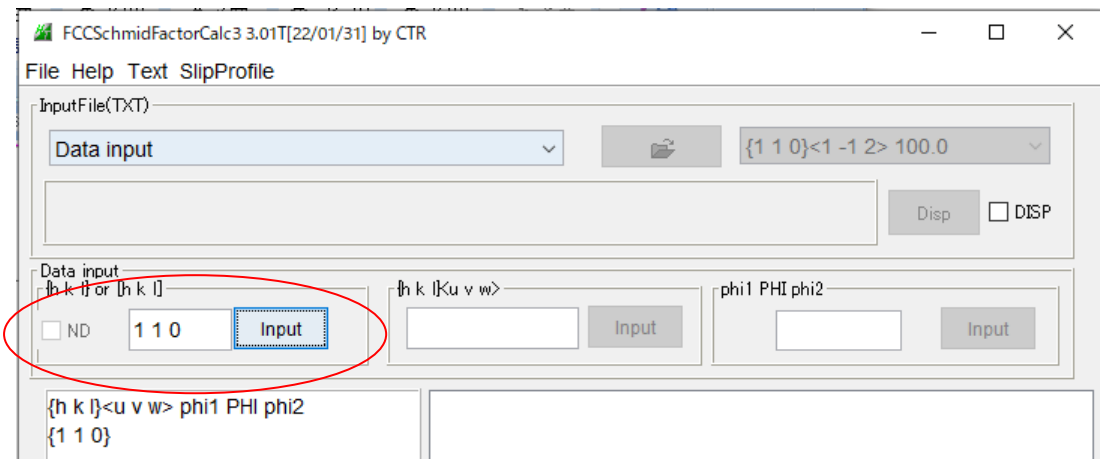 FCCSchmidFactorCalc3 3.01T[22/01/31] by CTR
File Help Text SlipProfile
InputFile(TXT)
Data input
{1 1 0}<1 -1 2> 100.0
Disp
DISP
Data input
{h k l} or [h k l]
{h k l}<u v w>
phi1 PHI phi2
ND
1 1 0
Input
Input
Input
{h k l}<u v w> phi1 PHI phi2
{1 1 0}